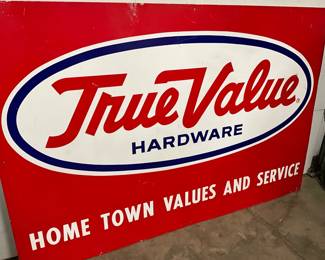 True Value®
HARDWARE
HOME TOWN VALUES AND SERVICE